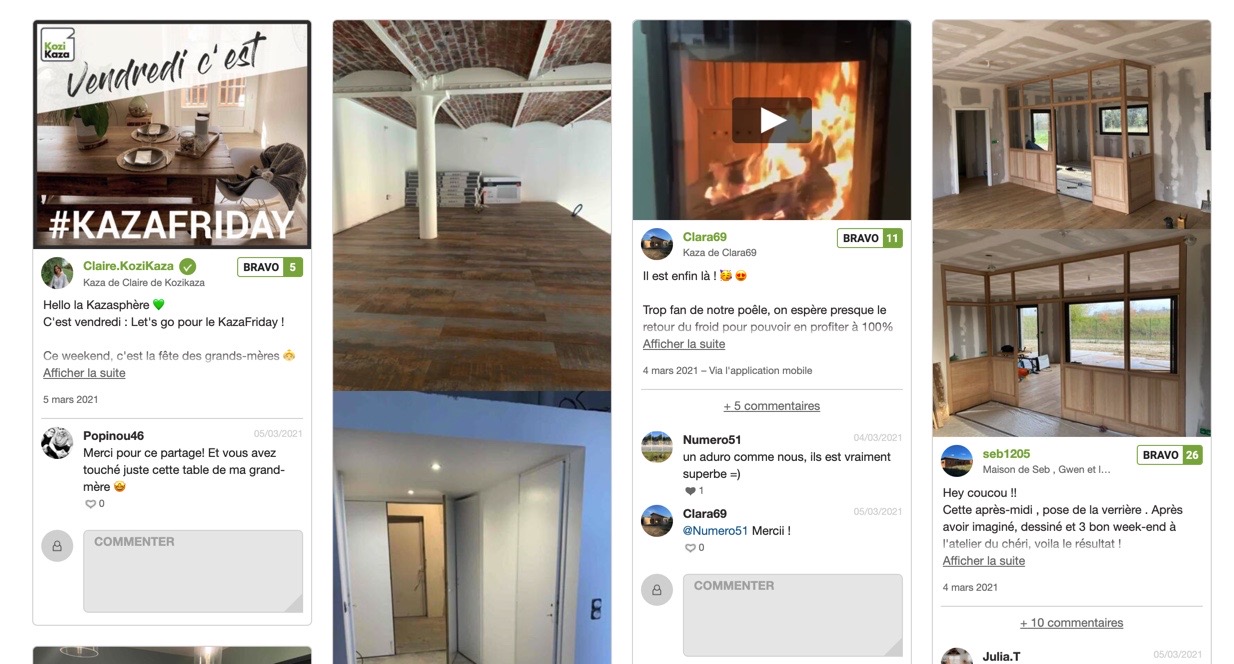 Kozi
Kaza
Vendredi c'est
#KAZAFRIDAY
Claire.KoziKaza
BRAVO 5
Kaza de Claire de Kozikaza
Hello la Kazasphère 💚
C'est vendredi : Let's go pour le KazaFriday !
Ce weekend, c'est la fête des grands-mères 👵
Afficher la suite
5 mars 2021
Popinou46
05/03/2021
Merci pour ce partage! Et vous avez
touché juste cette table de ma grand-
mère 🤩
0
COMMENTER
Clara69
BRAVO 11
Kaza de Clara69
Il est enfin là ! 🥳 😍
Trop fan de notre poêle, on espère presque le
retour du froid pour pouvoir en profiter à 100%
Afficher la suite
4 mars 2021 – Via l'application mobile
+ 5 commentaires
Numero51
04/03/2021
un aduro comme nous, ils est vraiment
superbe =)
1
Clara69
05/03/2021
@Numero51 Mercii !
0
COMMENTER
seb1205
BRAVO 26
Maison de Seb , Gwen et l…
Hey coucou !!
Cette après-midi , pose de la verrière . Après
avoir imaginé, dessiné et 3 bon week-end à
l'atelier du chéri, voila le résultat !
Afficher la suite
4 mars 2021
+ 10 commentaires
Julia.T
05/03/2021